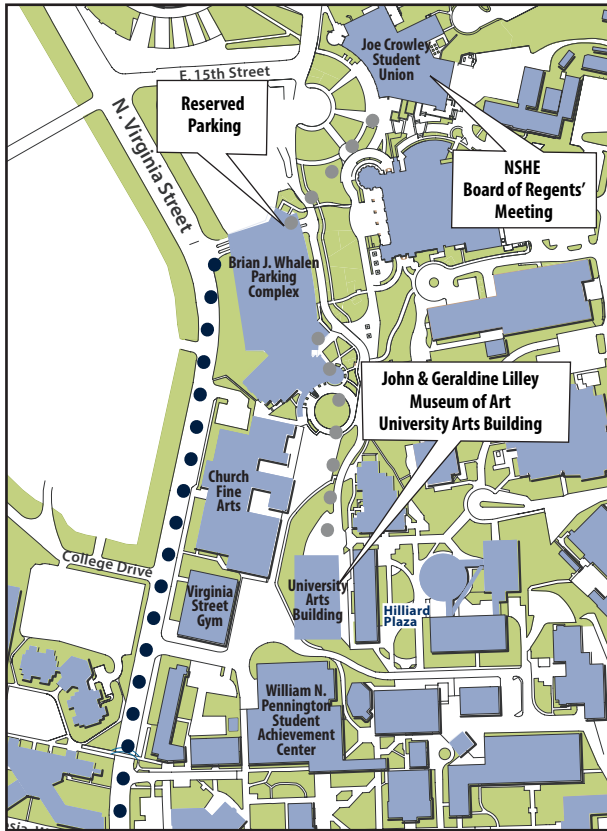 Joe Crowley
Student
Union
E. 15th Street
Reserved
Parking
N. Virginia Street
NSHE
Board of Regents’
Meeting
Brian J. Whalen
Parking
Complex
John & Geraldine Lilley
Museum of Art
University Arts Building
Church
Fine
Arts
College Drive
Virginia
Street
Gym
University
Arts
Building
Hilliard
Plaza
William N.
Pennington
Student
Achievement
Center